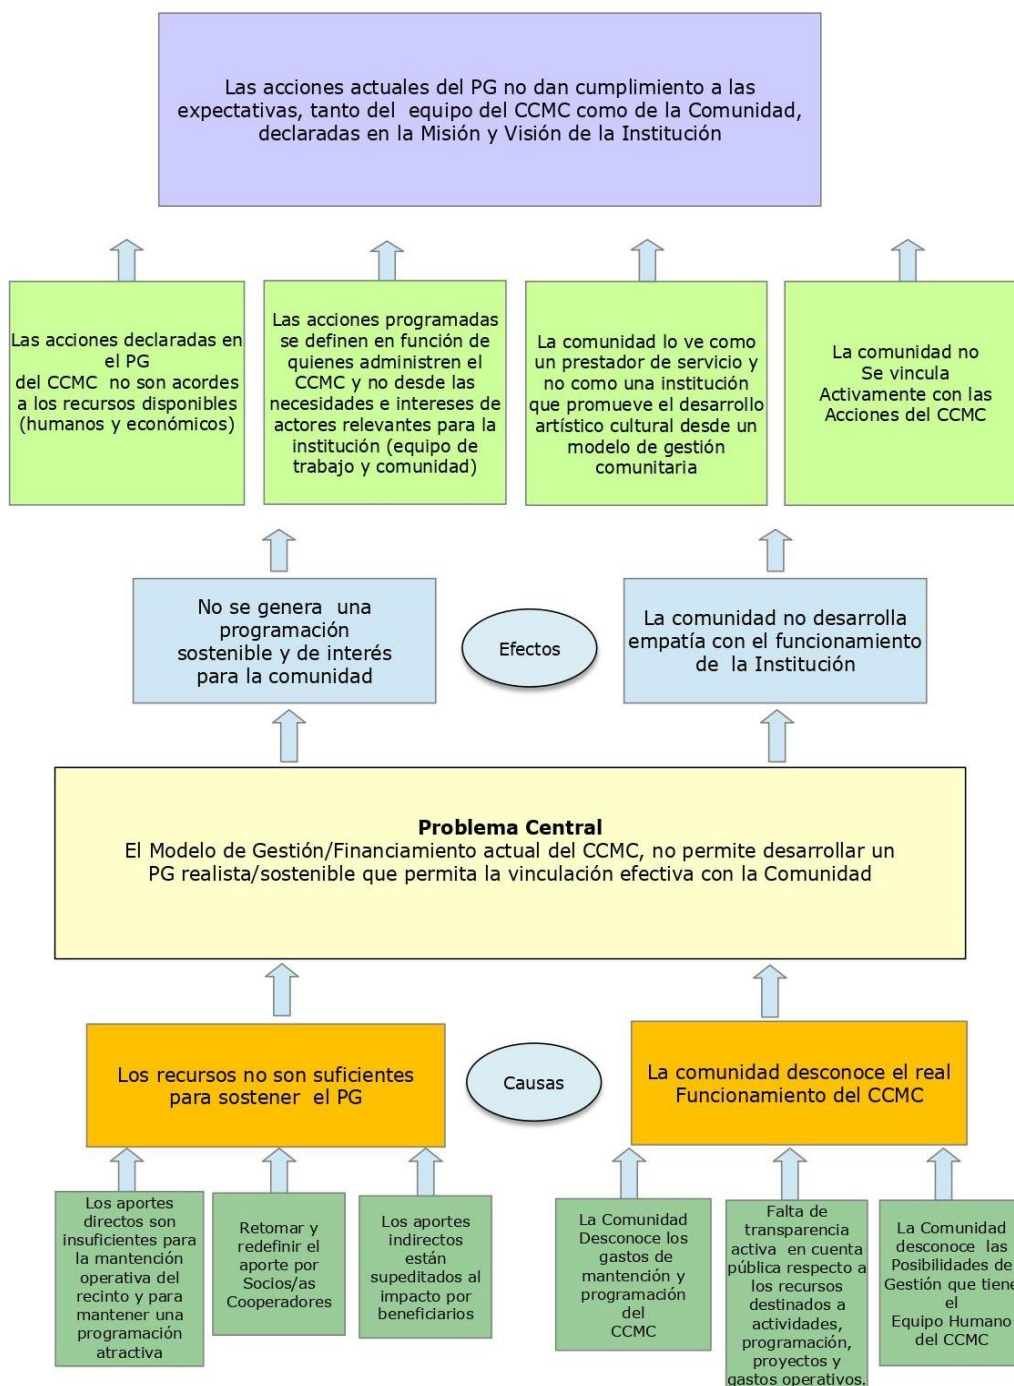 Las acciones actuales del PG no dan cumplimiento a las
expectativas, tanto del equipo del CCMC como de la Comunidad,
declaradas en la Misión y Visión de la Institución
Las acciones declaradas en
el PG
del CCMC no son acordes
a los recursos disponibles
(humanos y económicos)
Las acciones programadas
se definen en función de
quienes administren el
CCMC y no desde las
necesidades e intereses de
actores relevantes para la
institución (equipo de
trabajo y comunidad)
La comunidad lo ve como
un prestador de servicio y
no como una institución
que promueve el desarrollo
artístico cultural desde un
modelo de gestión
comunitaria
La comunidad no
Se vincula
Activamente con las
Acciones del CCMC
No se genera una
programación
sostenible y de interés
para la comunidad
Efectos
La comunidad no desarrolla
empatía con el funcionamiento
de la Institución
Problema Central
El Modelo de Gestión/Financiamiento actual del CCMC, no permite desarrollar un
PG realista/sostenible que permita la vinculación efectiva con la Comunidad
Los recursos no son suficientes
para sostener el PG
Causas
La comunidad desconoce el real
Funcionamiento del CCMC
Los aportes
directos son
insuficientes para
la mantención
operativa del
recinto y para
mantener una
programación
atractiva
Retomar y
redefinir el
aporte por
Socios/as
Cooperadores
Los aportes
indirectos
están
supeditados al
impacto por
beneficiarios
La Comunidad
Desconoce los
gastos de
mantención y
programación
del
CCMC
Falta de
transparencia
activa en cuenta
pública respecto a
los recursos
destinados a
actividades,
programación,
proyectos y
gastos operativos.
La Comunidad
desconoce las
Posibilidades de
Gestión que tiene
el
Equipo Humano
del CCMC